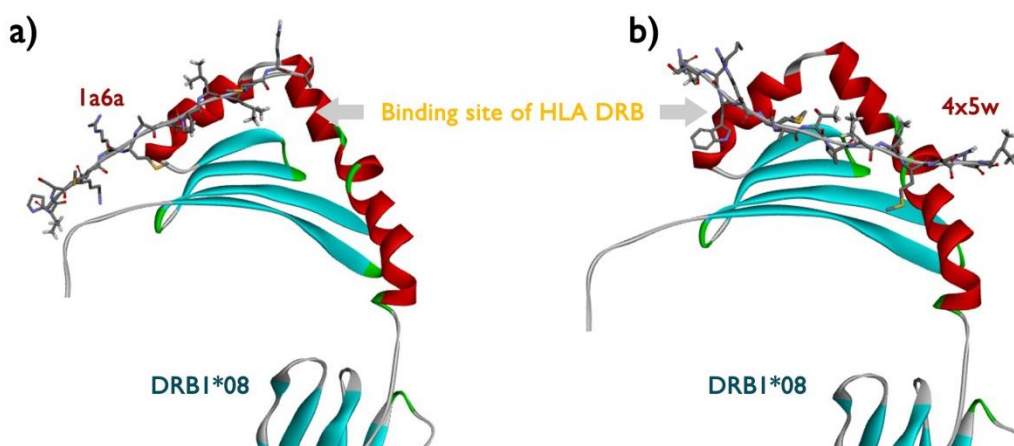 a)
b)
1a6a
Binding site of HLA DRB
4x5w
DRB1*08
DRB1*08